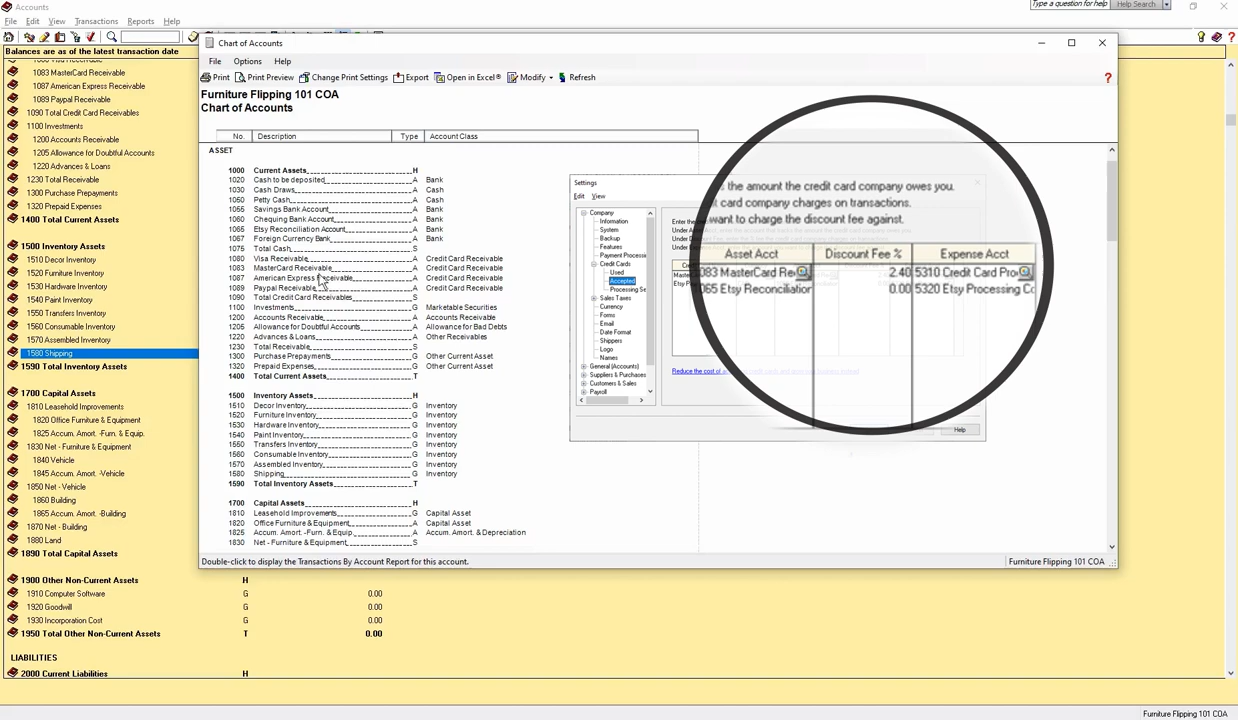 Accounts
Type a question for help
Help Search
File Edit View Transactions Reports Help
Balances are as of the latest transaction date
1083 MasterCard Receivable
1087 American Express Receivable
1089 Paypal Receivable
1090 Total Credit Card Receivables
1100 Investments
1200 Accounts Receivable
1205 Allowance for Doubtful Accounts
1220 Advances & Loans
1230 Total Receivable
1300 Purchase Prepayments
1320 Prepaid Expenses
1400 Total Current Assets
1500 Inventory Assets
1510 Decor Inventory
1520 Furniture Inventory
1530 Hardware Inventory
1540 Paint Inventory
1550 Transfers Inventory
1560 Consumable Inventory
1570 Assembled Inventory
1580 Shipping
1590 Total Inventory Assets
1700 Capital Assets
1810 Leasehold Improvements
1820 Office Furniture & Equipment
1825 Accum. Amort. -Furn. & Equip.
1830 Net - Furniture & Equipment
1840 Vehicle
1845 Accum. Amort. -Vehicle
1850 Net - Vehicle
1860 Building
1865 Accum. Amort. -Building
1870 Net - Building
1880 Land
1890 Total Capital Assets
1900 Other Non-Current Assets H
1910 Computer Software G 0.00
1920 Goodwill G 0.00
1930 Incorporation Cost G 0.00
1950 Total Other Non-Current Assets T 0.00
LIABILITIES
2000 Current Liabilities H
Chart of Accounts
File Options Help
Print Print Preview Change Print Settings Export Open in Excel® Modify Refresh
Furniture Flipping 101 COA
Chart of Accounts
No. Description Type Account Class
ASSET
1000 Current Assets H
1020 Cash to be deposited A Bank
1030 Cash Draws A Cash
1050 Petty Cash A Cash
1055 Savings Bank Account A Bank
1060 Chequing Bank Account A Bank
1065 Etsy Reconciliation Account A Bank
1067 Foreign Currency Bank A Bank
1075 Total Cash S
1080 Visa Receivable A Credit Card Receivable
1083 MasterCard Receivable A Credit Card Receivable
1087 American Express Receivable A Credit Card Receivable
1089 Paypal Receivable A Credit Card Receivable
1090 Total Credit Card Receivables S
1100 Investments G Marketable Securities
1200 Accounts Receivable A Accounts Receivable
1205 Allowance for Doubtful Accounts A Allowance for Bad Debts
1220 Advances & Loans A Other Receivables
1230 Total Receivable S
1300 Purchase Prepayments G Other Current Asset
1320 Prepaid Expenses G Other Current Asset
1400 Total Current Assets T
1500 Inventory Assets H
1510 Decor Inventory G Inventory
1520 Furniture Inventory G Inventory
1530 Hardware Inventory G Inventory
1540 Paint Inventory G Inventory
1550 Transfers Inventory G Inventory
1560 Consumable Inventory G Inventory
1570 Assembled Inventory G Inventory
1580 Shipping G Inventory
1590 Total Inventory Assets T
1700 Capital Assets H
1810 Leasehold Improvements G Capital Asset
1820 Office Furniture & Equipment A Capital Asset
1825 Accum. Amort. -Furn. & Equip. A Accum. Amort. & Depreciation
1830 Net - Furniture & Equipment S
Settings
Edit View
Company
Information
System
Backup
Features
Payment Processing
Credit Cards
Used
Accepted
Processing Se
Sales Taxes
Currency
Forms
Email
Date Format
Shippers
Logo
Names
General (Accounts)
Suppliers & Purchases
Customers & Sales
Payroll
Enter the
Under Asse
Under Disc
Under Expe
Reduce the cost of
Help
s the amount the credit card company owes you.
t card company charges on transactions.
want to charge the discount fee against.
Asset Acct Discount Fee % Expense Acct
083 MasterCard Re 2.40 5310 Credit Card Pro
065 Etsy Reconciliation 0.00 5320 Etsy Processing Co
Double-click to display the Transactions By Account Report for this account.
Furniture Flipping 101 COA
Furniture Flipping 101 COA